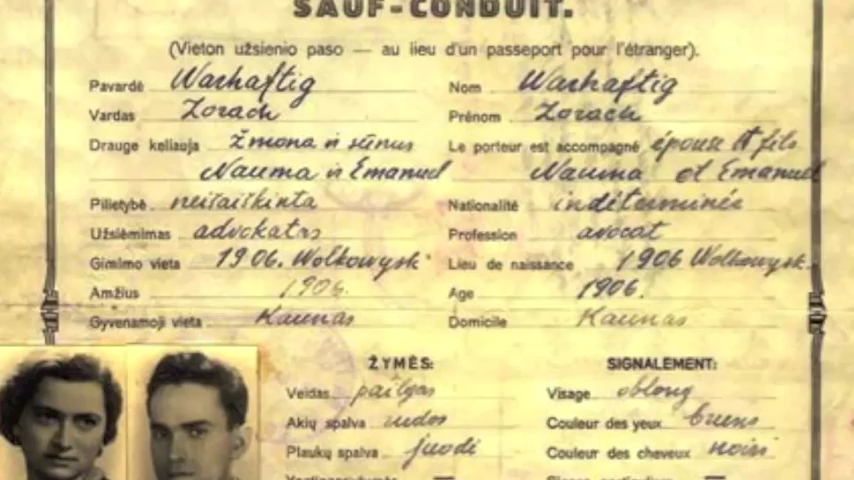 SAUF-CONDUIT.
(Vieton užsienio paso — au lieu d'un passeport pour l'étranger).
Pavardė Warhaftig Nom Warhaftig
Vardas Zorach Prénom Zorach
Drauge keliauja žmona ir sūnus Le porteur est accompagné épouse et fils
Nauma ir Emanuel Nauma et Emanuel
Pilietybė neišaiškinta Nationalité indéterminée
Užsiėmimas advokatas Profession avocat
Gimimo vieta 1906. Wolkowysk Lieu de naissance 1906 Wolkowysk.
Amžius 1906. Age 1906.
Gyvenamoji vieta Kaunas Domicile Kaunas
ŽYMĖS: SIGNALEMENT:
Veidas pailgas Visage oblong
Akių spalva rudos Couleur des yeux bruns
Plaukų spalva juodi Couleur des cheveux noirs